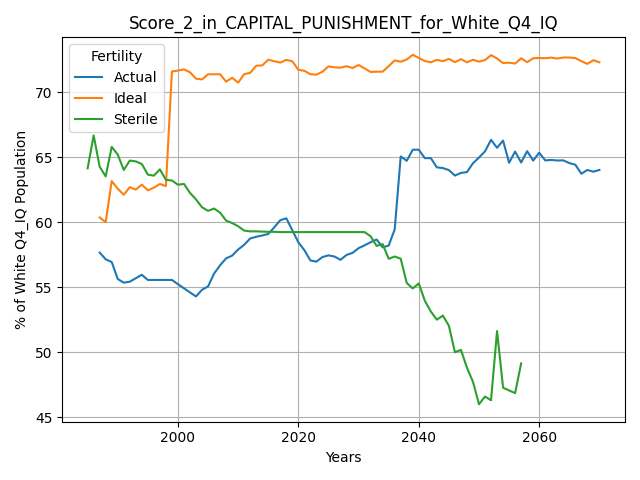 Score_2_in_CAPITAL_PUNISHMENT_for_White_Q4_IQ
Fertility
Actual
Ideal
Sterile
% of White Q4_IQ Population
70
65
60
55
50
45
2000
2020
2040
2060
Years